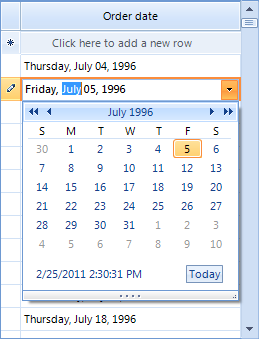 Order date
Click here to add a new row
Thursday, July 04, 1996
Friday, July 05, 1996
July 1996
S M T W T F S
30 1 2 3 4 5 6
7 8 9 10 11 12 13
14 15 16 17 18 19 20
21 22 23 24 25 26 27
28 29 30 31 1 2 3
4 5 6 7 8 9 10
2/25/2011 2:30:31 PM Today
Thursday, July 18, 1996